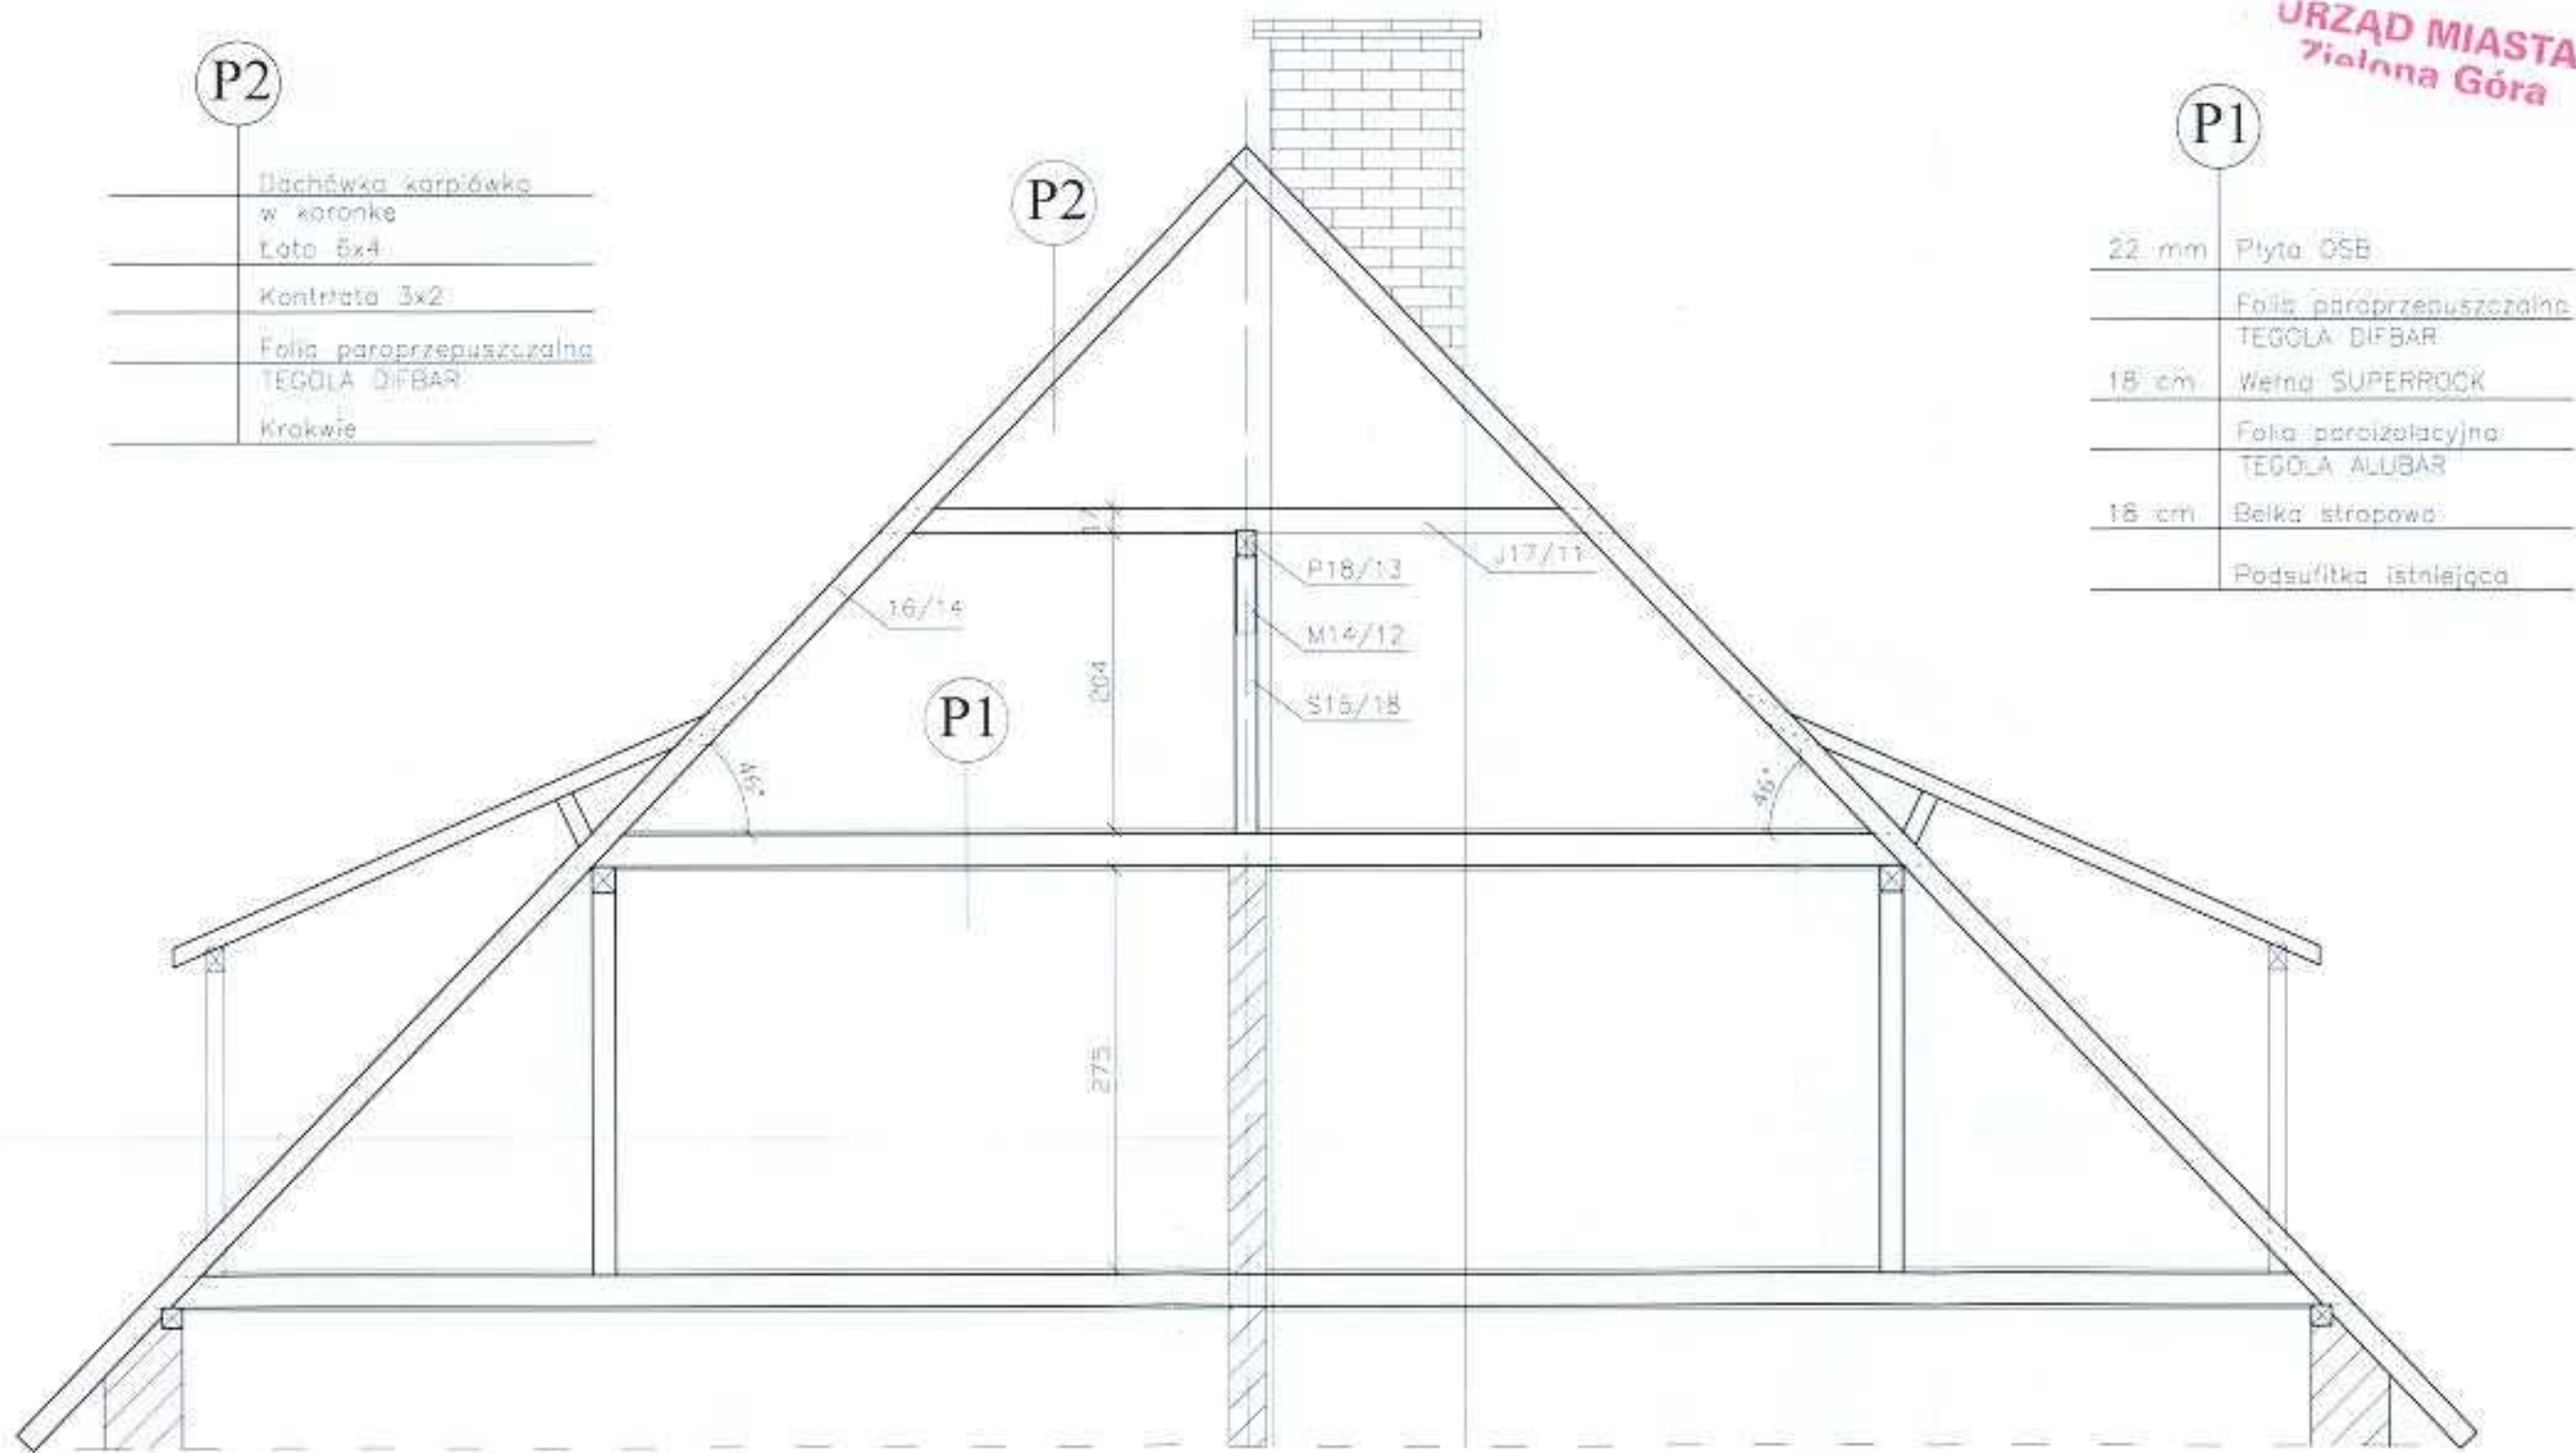 URZĄD MIASTA
Zielona Góra
P2
Dachówka karpiówka
w koronkę
Łata 6x4
Kontrłata 3x2
Folia paroprzepuszczalna
TEGOLA DIFBAR
Krokwie
P2
P1
22 mm Płyta OSB
Folia paroprzepuszczalna
TEGOLA DIFBAR
18 cm Wełna SUPERROCK
Folia paroizolacyjna
TEGOLA ALUBAR
18 cm Belka stropowa
Podsufitka istniejąca
17
P18/13
J17/11
16/14
M14/12
204
S15/18
P1
46°
275